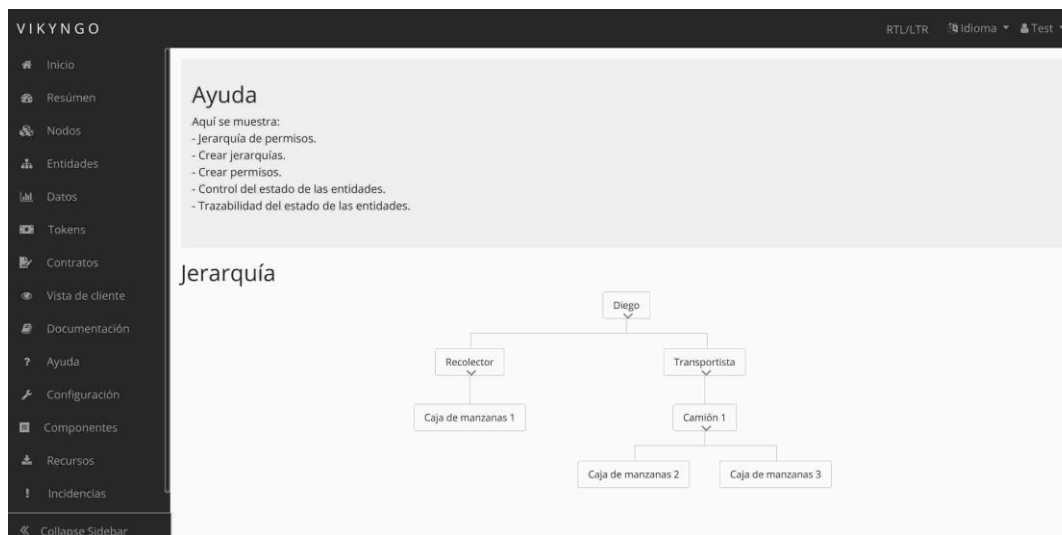 VIKYNGO
RTL/LTR
Idioma
Test
Inicio
Resúmen
Nodos
Entidades
Datos
Tokens
Contratos
Vista de cliente
Documentación
Ayuda
Configuración
Componentes
Recursos
Incidencias
Collapse Sidebar
Ayuda
Aquí se muestra:
- Jerarquía de permisos.
- Crear jerarquías.
- Crear permisos.
- Control del estado de las entidades.
- Trazabilidad del estado de las entidades.
Jerarquía
Diego
Recolector
Transportista
Caja de manzanas 1
Camión 1
Caja de manzanas 2
Caja de manzanas 3